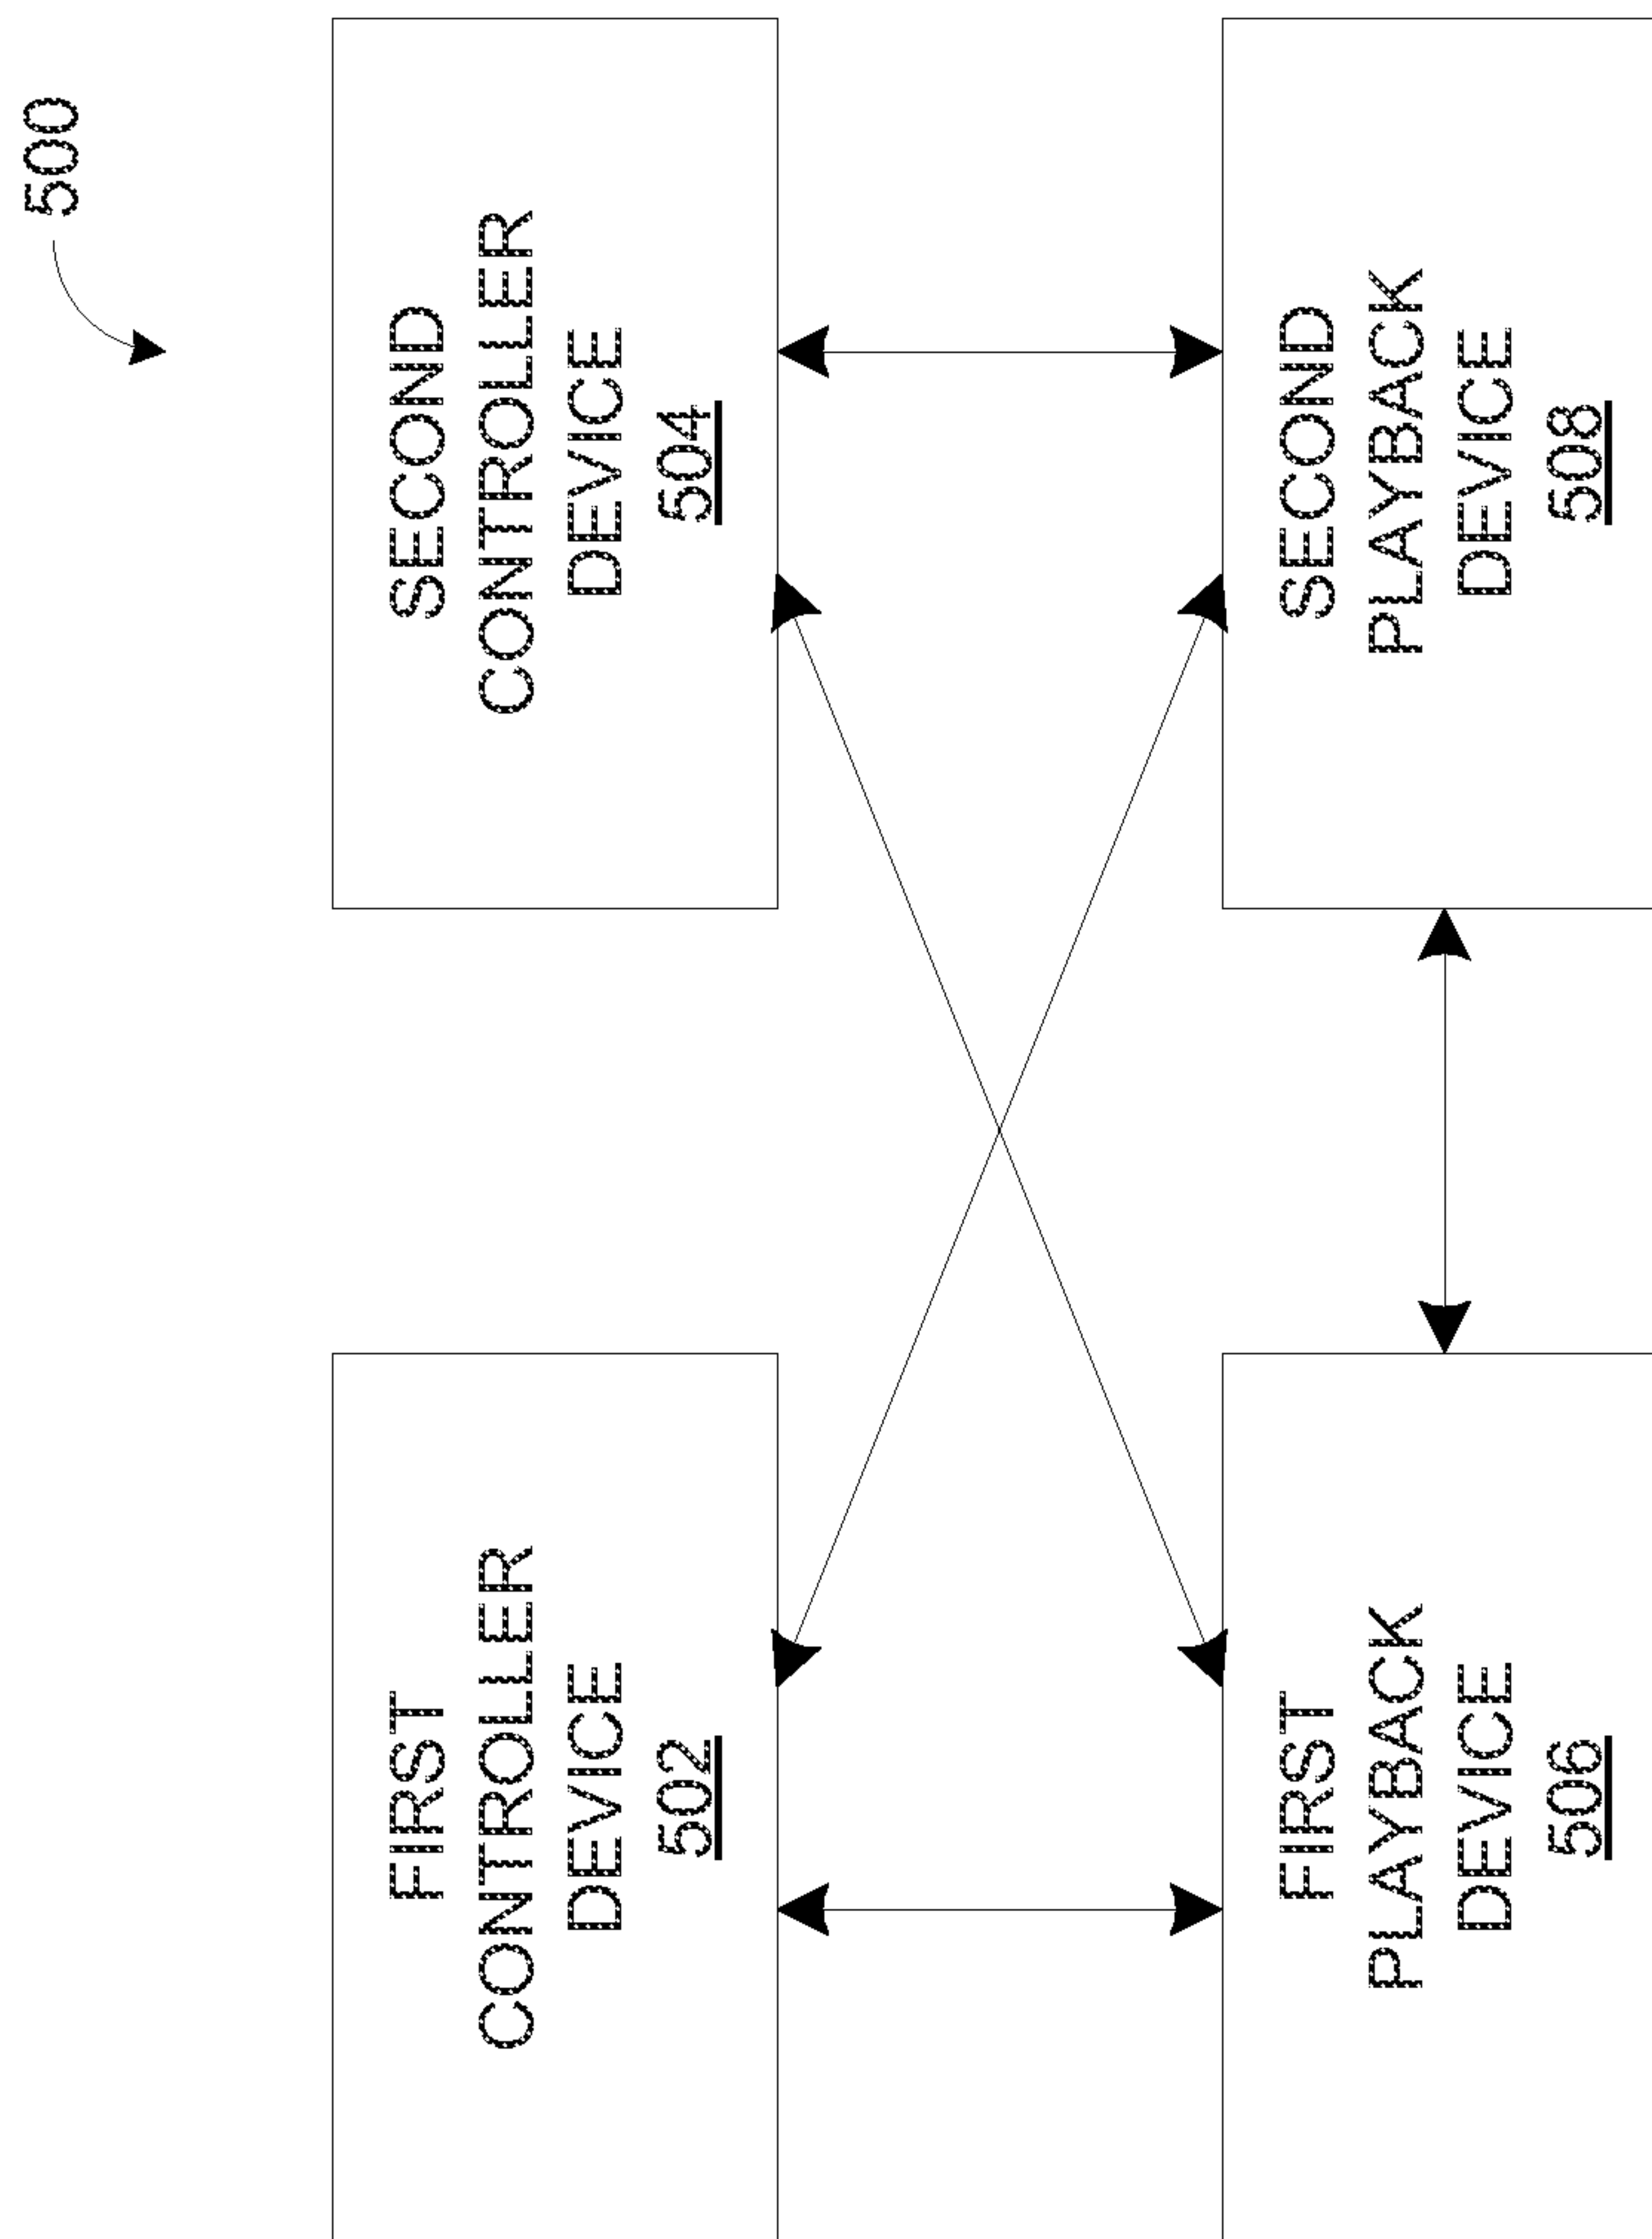 500
FIRST
CONTROLLER
DEVICE
502
SECOND
CONTROLLER
DEVICE
504
FIRST
PLAYBACK
DEVICE
506
SECOND
PLAYBACK
DEVICE
508